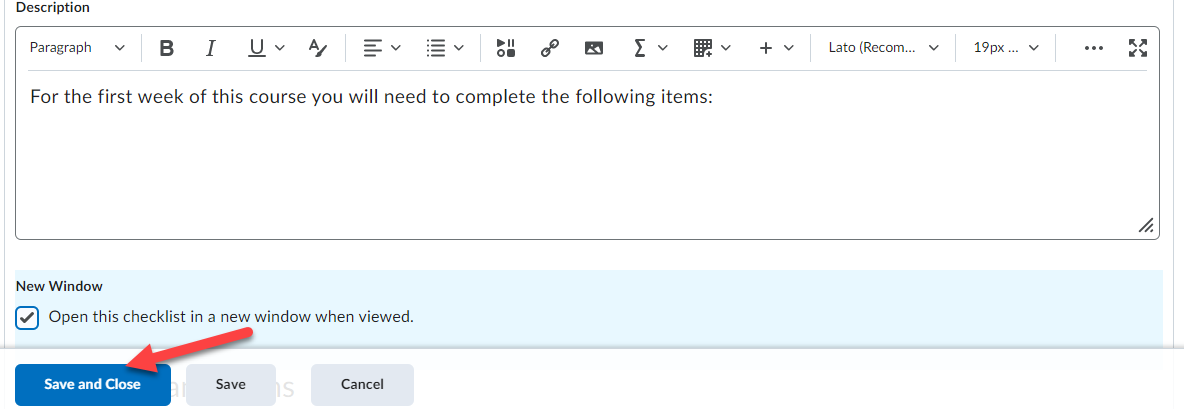 Description
Paragraph B I U Lato (Recom... 19px ...
For the first week of this course you will need to complete the following items:
New Window
Open this checklist in a new window when viewed.
Save and Close Save Cancel